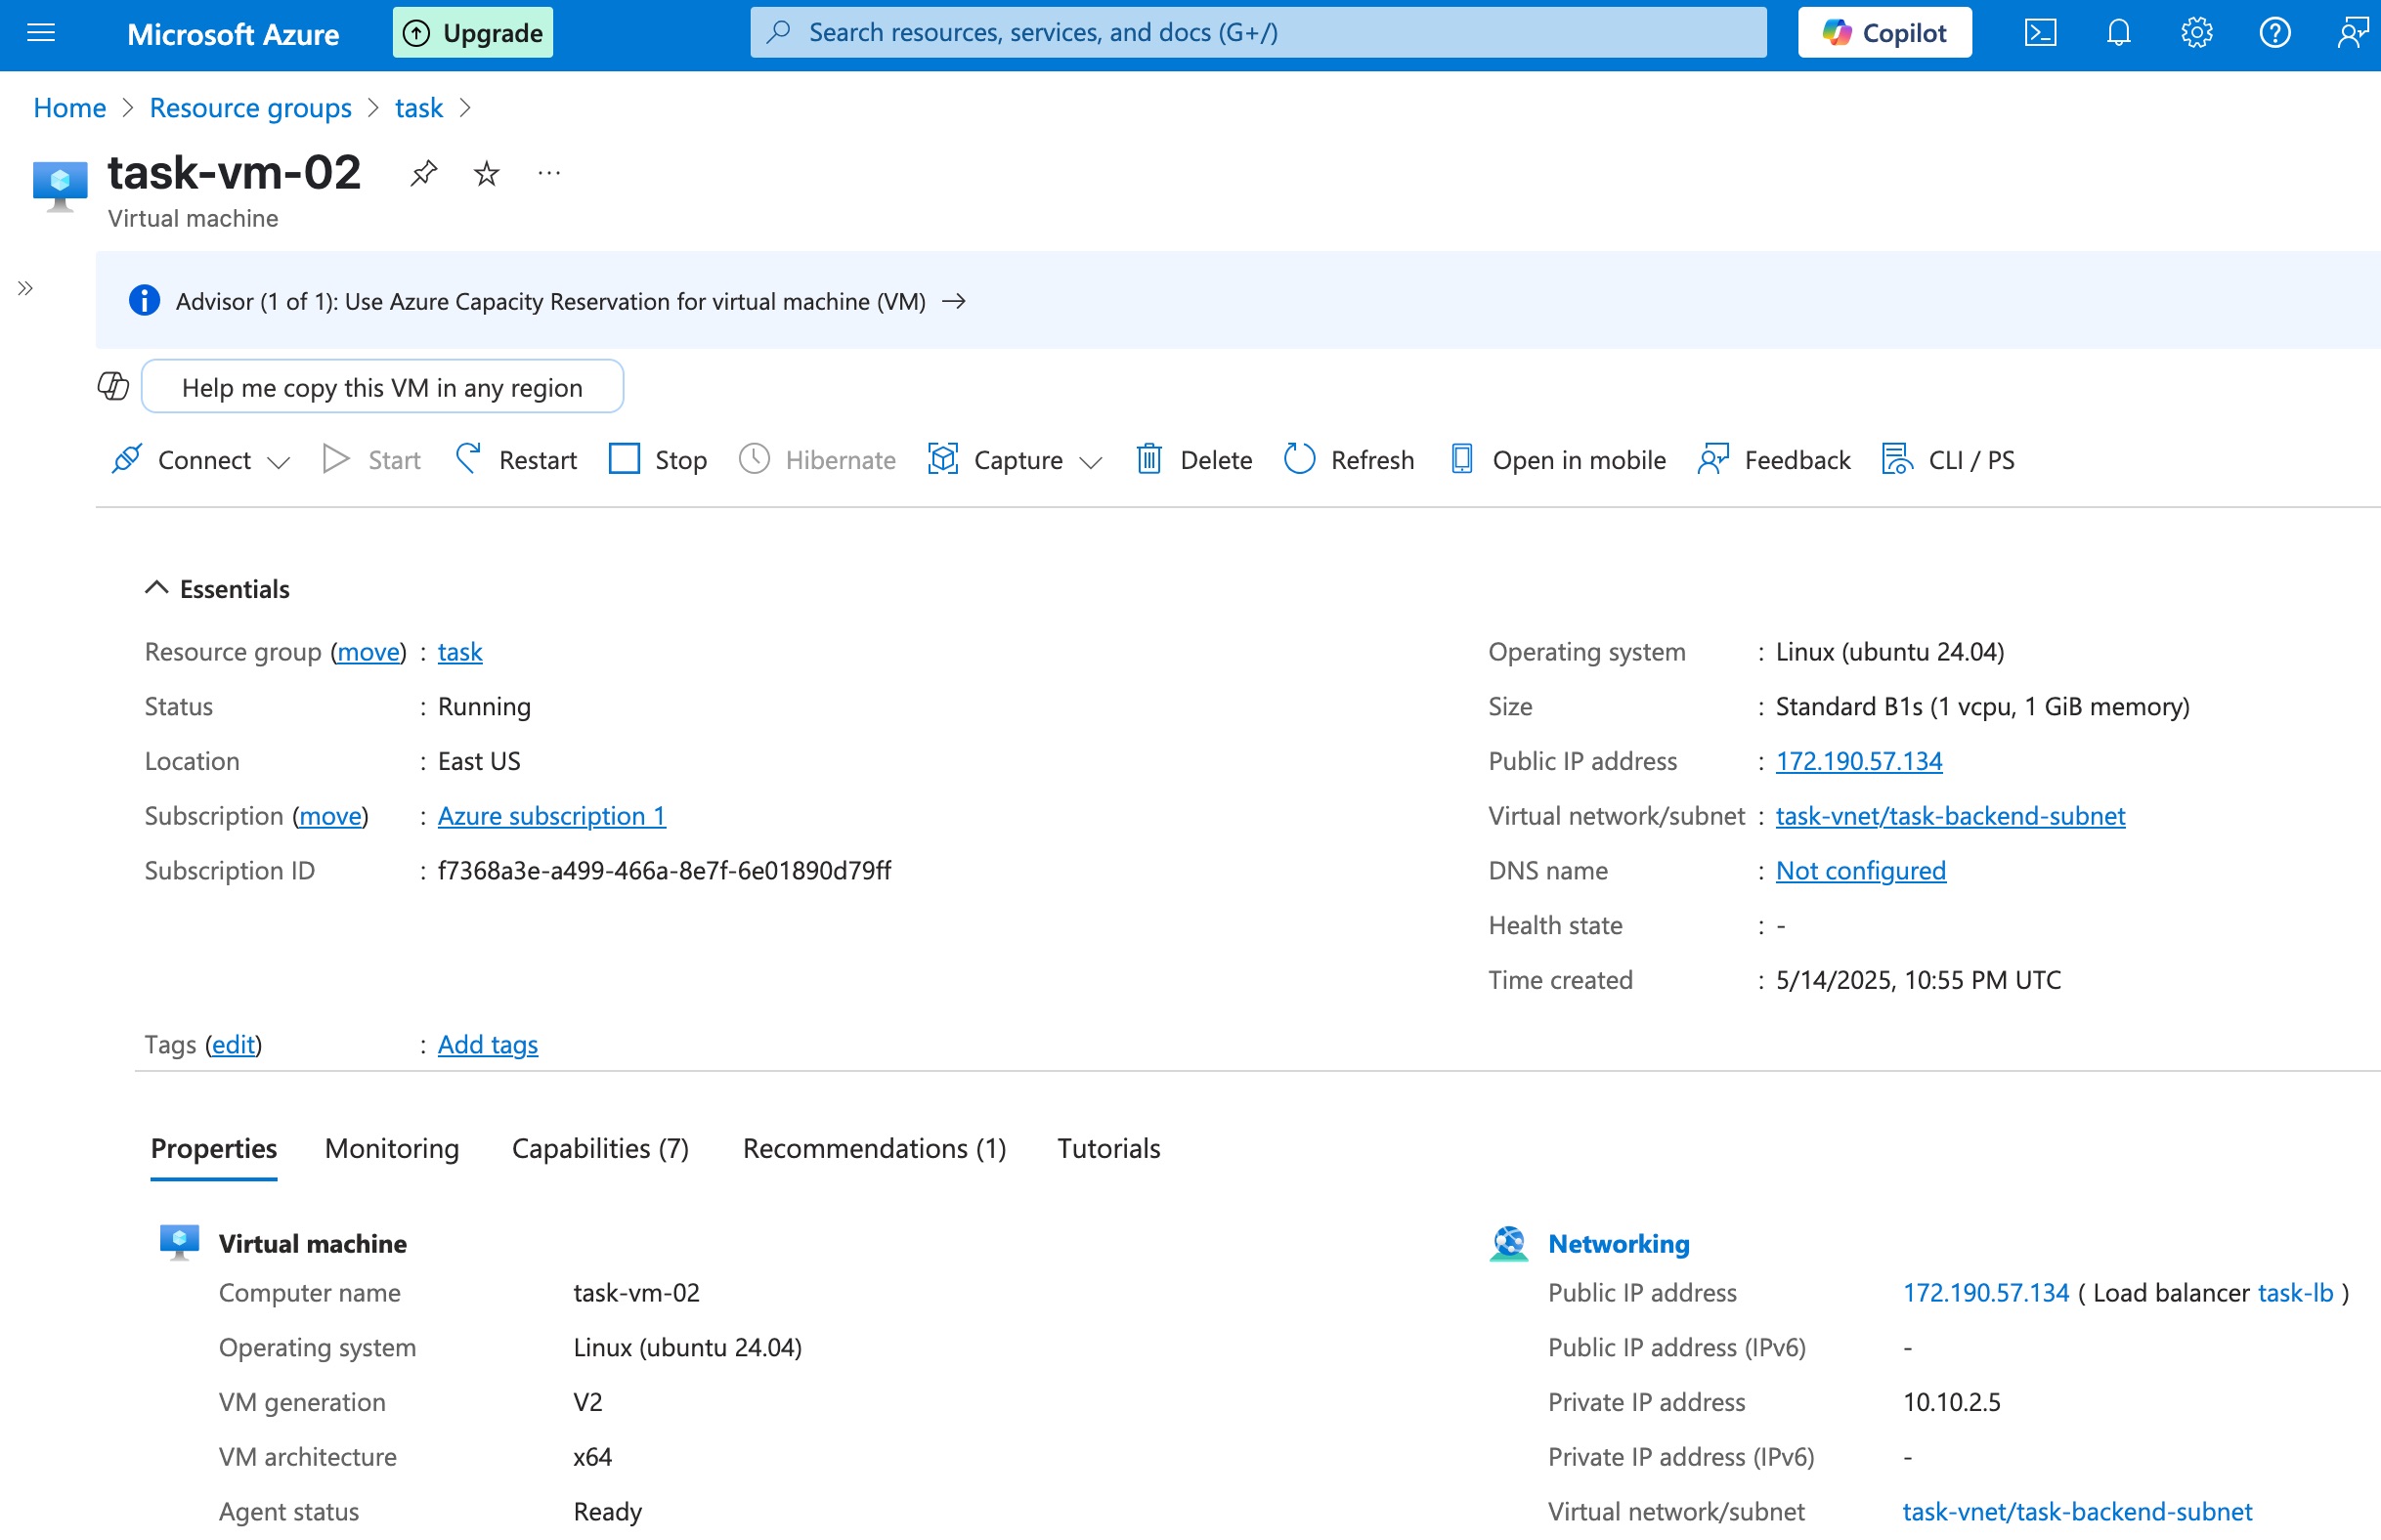 Microsoft Azure Upgrade Search resources, services, and docs (G+/) Copilot
Home > Resource groups > task >
task-vm-02
Virtual machine
Advisor (1 of 1): Use Azure Capacity Reservation for virtual machine (VM) →
Help me copy this VM in any region
Connect Start Restart Stop Hibernate Capture Delete Refresh Open in mobile Feedback CLI / PS
Essentials
Resource group (move) : task
Status : Running
Location : East US
Subscription (move) : Azure subscription 1
Subscription ID : f7368a3e-a499-466a-8e7f-6e01890d79ff
Operating system : Linux (ubuntu 24.04)
Size : Standard B1s (1 vcpu, 1 GiB memory)
Public IP address : 172.190.57.134
Virtual network/subnet : task-vnet/task-backend-subnet
DNS name : Not configured
Health state : -
Time created : 5/14/2025, 10:55 PM UTC
Tags (edit) : Add tags
Properties Monitoring Capabilities (7) Recommendations (1) Tutorials
Virtual machine
Computer name task-vm-02
Operating system Linux (ubuntu 24.04)
VM generation V2
VM architecture x64
Agent status Ready
Networking
Public IP address 172.190.57.134 ( Load balancer task-lb )
Public IP address (IPv6) -
Private IP address 10.10.2.5
Private IP address (IPv6) -
Virtual network/subnet task-vnet/task-backend-subnet